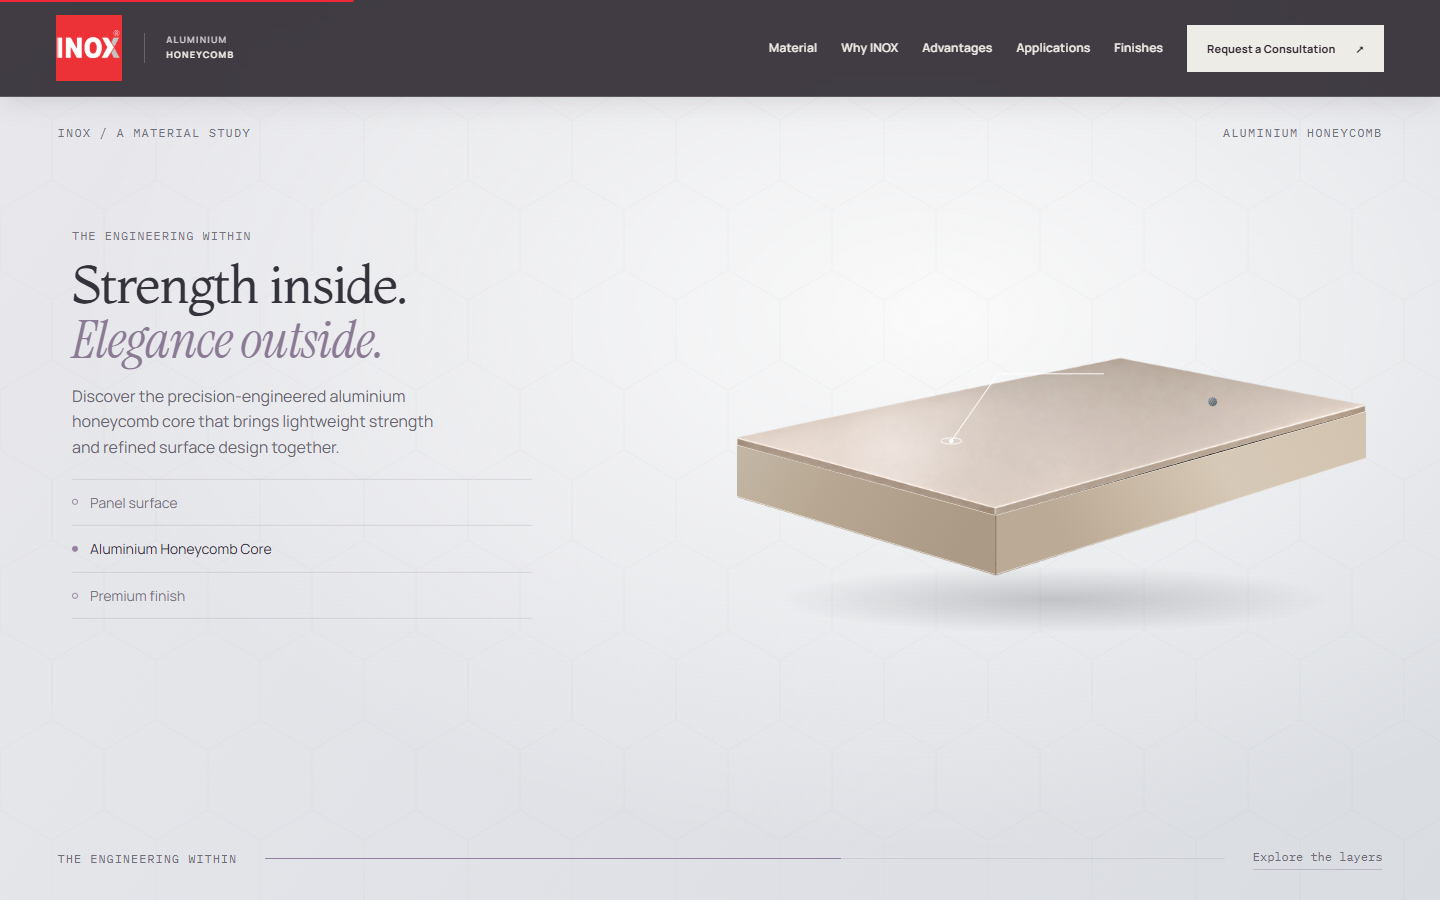 INOX®
ALUMINIUM
HONEYCOMB
Material
Why INOX
Advantages
Applications
Finishes
Request a Consultation ↗
INOX / A MATERIAL STUDY
ALUMINIUM HONEYCOMB
THE ENGINEERING WITHIN
Strength inside.
Elegance outside.
Discover the precision-engineered aluminium
honeycomb core that brings lightweight strength
and refined surface design together.
Panel surface
Aluminium Honeycomb Core
Premium finish
THE ENGINEERING WITHIN
Explore the layers